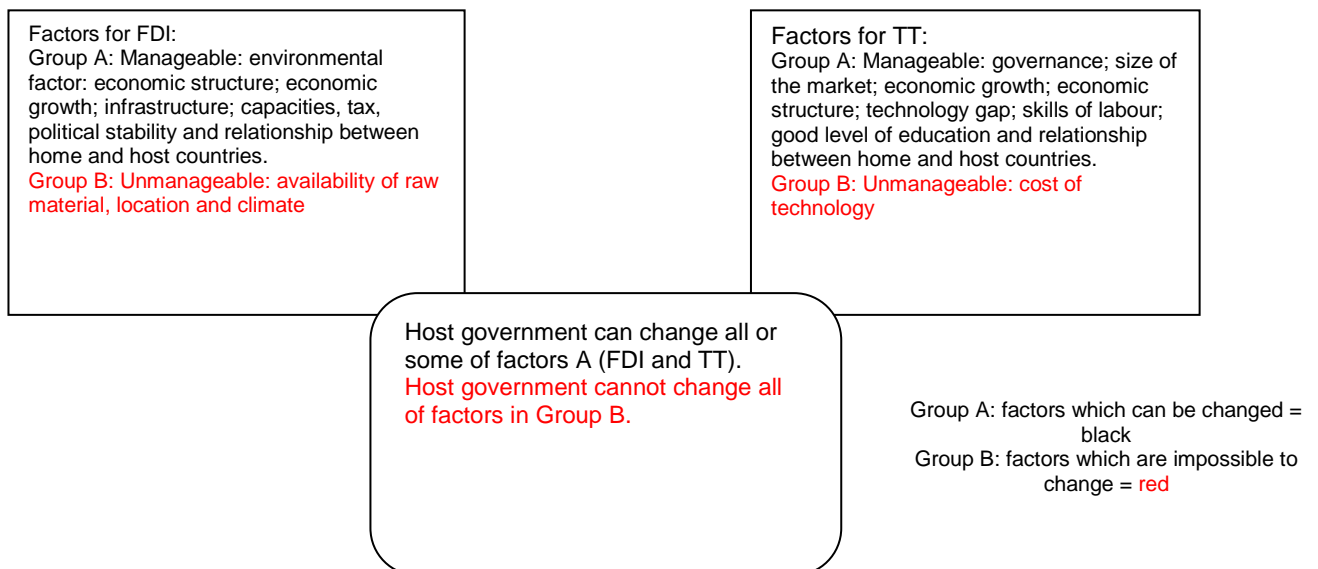 Factors for FDI:
Group A: Manageable: environmental
factor: economic structure; economic
growth; infrastructure; capacities, tax,
political stability and relationship between
home and host countries.
Group B: Unmanageable: availability of raw
material, location and climate
Factors for TT:
Group A: Manageable: governance; size of
the market; economic growth; economic
structure; technology gap; skills of labour;
good level of education and relationship
between home and host countries.
Group B: Unmanageable: cost of
technology
Host government can change all or
some of factors A (FDI and TT).
Host government cannot change all
of factors in Group B.
Group A: factors which can be changed =
black
Group B: factors which are impossible to
change = red